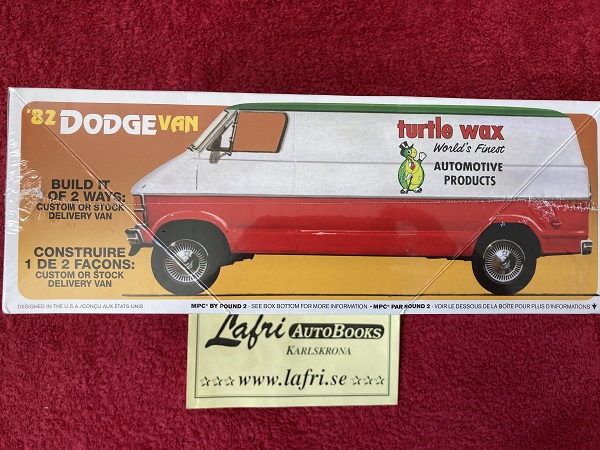 '82 DODGE VAN
BUILD IT
OF 2 WAYS:
CUSTOM OR STOCK
DELIVERY VAN
CONSTRUIRE
1 DE 2 FAÇONS:
CUSTOM OR STOCK
DELIVERY VAN
turtle wax
World's Finest
AUTOMOTIVE
PRODUCTS
DESIGNED IN THE U.S.A./CONÇU AUX ÉTATS-UNIS
MPC® BY ROUND 2 - SEE BOX BOTTOM FOR MORE INFORMATION • MPC® PAR ROUND 2 - VOIR LE DESSOUS DE LA BOÎTE POUR PLUS D'INFORMATIONS
Lafri AUTOBOOKS
KARLSKRONA
☆☆☆ www.lafri.se ☆☆☆